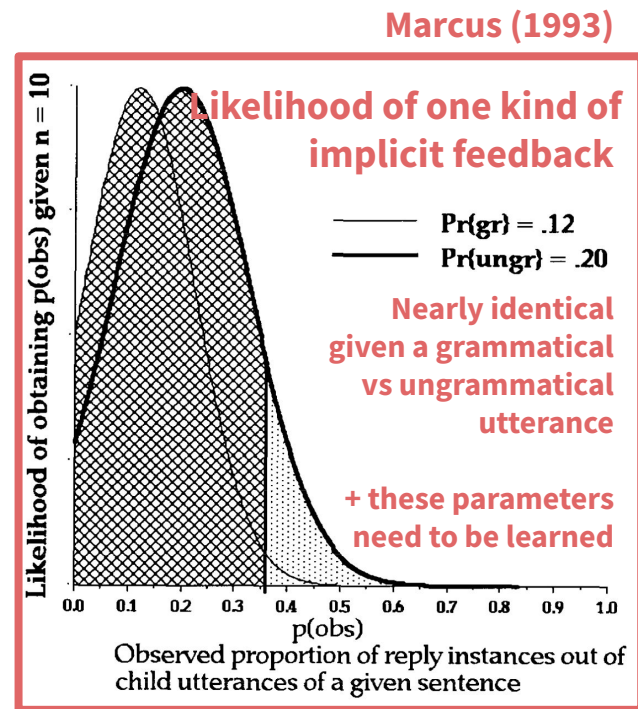 Marcus (1993)
Likelihood of one kind of
implicit feedback
Likelihood of obtaining p(obs) given n = 10
Pr{gr} = .12
Pr{ungr} = .20
Nearly identical
given a grammatical
vs ungrammatical
utterance
+ these parameters
need to be learned
0.0 0.1 0.2 0.3 0.4 0.5 0.6 0.7 0.8 0.9 1.0
p(obs)
Observed proportion of reply instances out of
child utterances of a given sentence